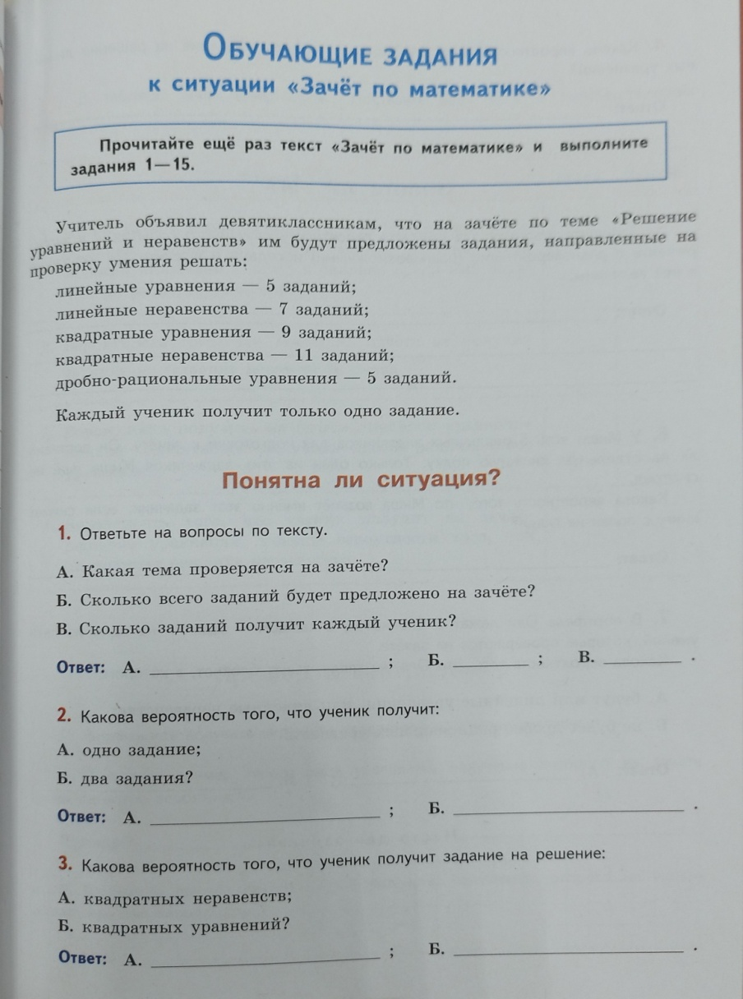 Обучающие задания
к ситуации «Зачёт по математике»
Прочитайте ещё раз текст «Зачёт по математике» и выполните
задания 1—15.
Учитель объявил девятиклассникам, что на зачёте по теме «Решение
уравнений и неравенств» им будут предложены задания, направленные на
проверку умения решать:
линейные уравнения — 5 заданий;
линейные неравенства — 7 заданий;
квадратные уравнения — 9 заданий;
квадратные неравенства — 11 заданий;
дробно-рациональные уравнения — 5 заданий.
Каждый ученик получит только одно задание.
Понятна ли ситуация?
1. Ответьте на вопросы по тексту.
А. Какая тема проверяется на зачёте?
Б. Сколько всего заданий будет предложено на зачёте?
В. Сколько заданий получит каждый ученик?
Ответ: А. ____________________ ; Б. _______ ; В. _______ .
2. Какова вероятность того, что ученик получит:
А. одно задание;
Б. два задания?
Ответ: А. ____________________ ; Б. ____________________ .
3. Какова вероятность того, что ученик получит задание на решение:
А. квадратных неравенств;
Б. квадратных уравнений?
Ответ: А. ____________________ ; Б. ____________________ .